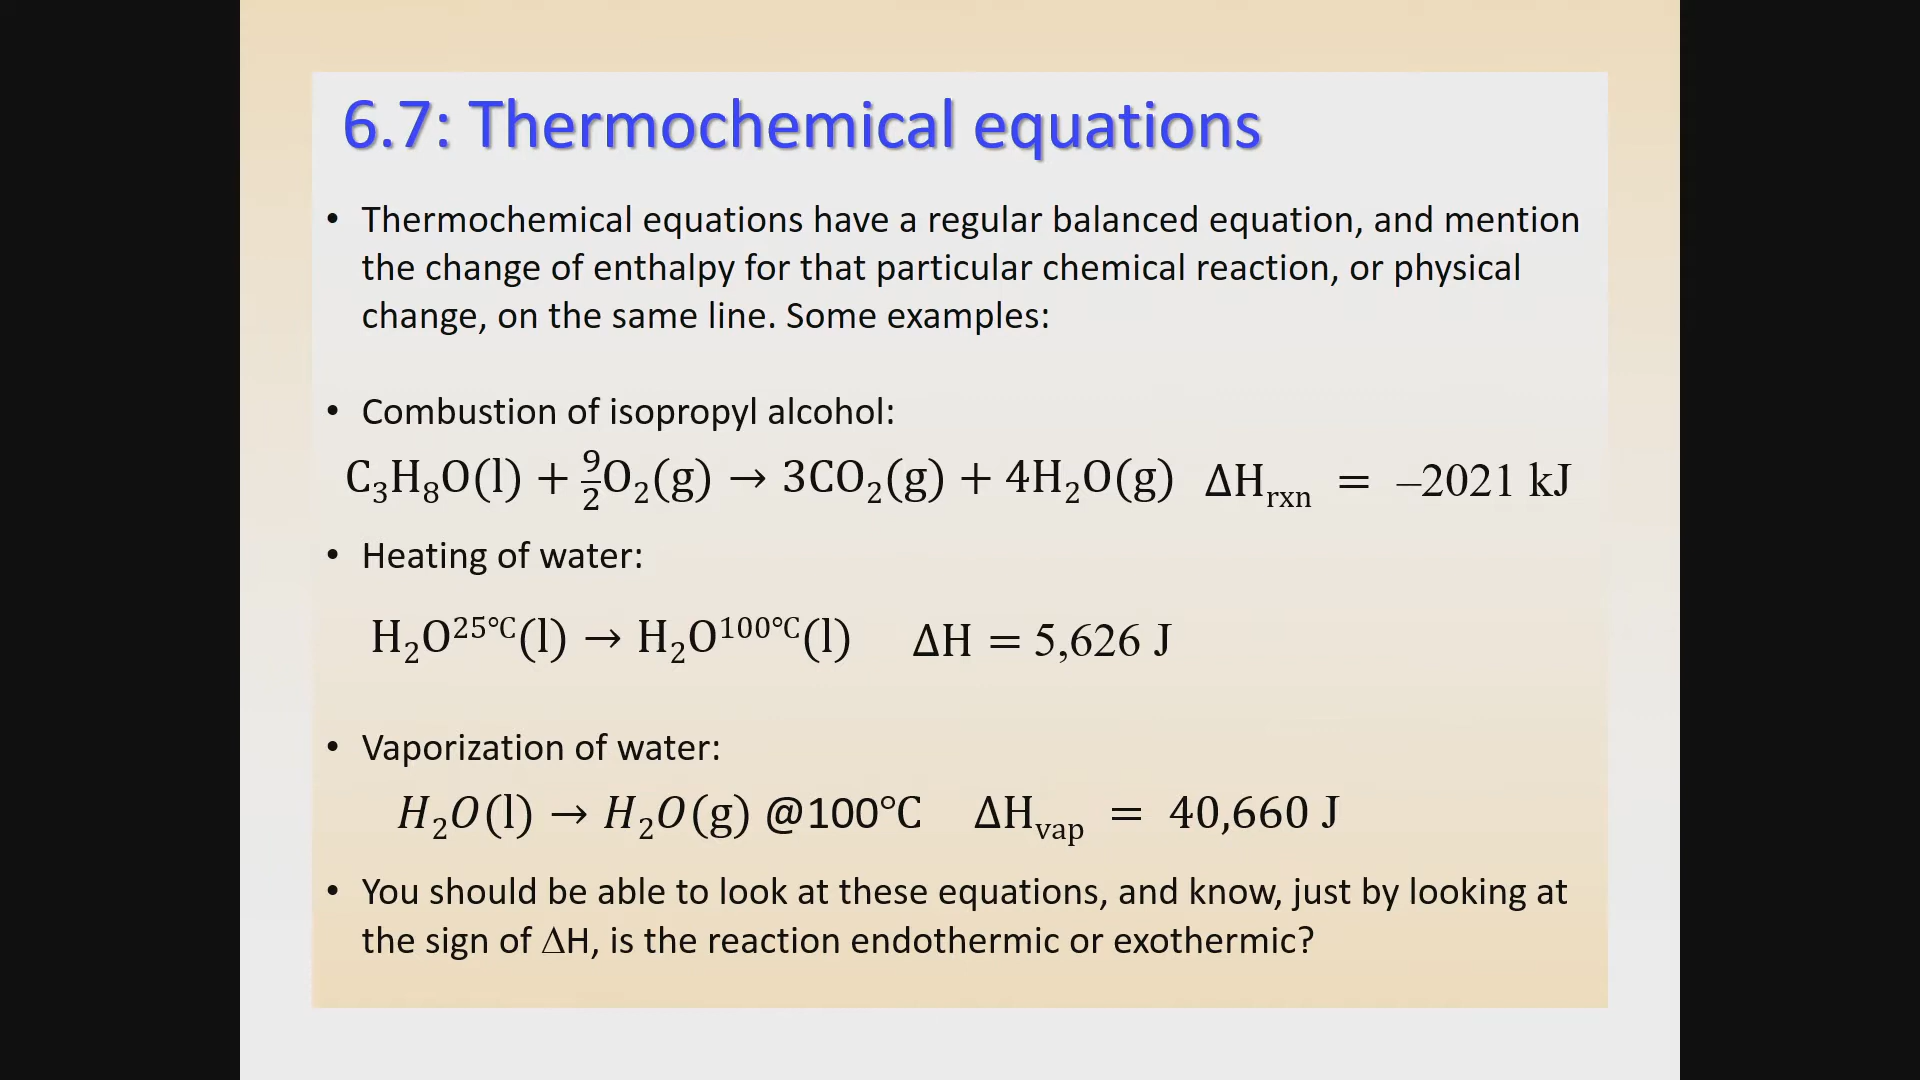 6.7: Thermochemical equations
• Thermochemical equations have a regular balanced equation, and mention
the change of enthalpy for that particular chemical reaction, or physical
change, on the same line. Some examples:
• Combustion of isopropyl alcohol:
C₃H₈O(l) + 9/2 O₂(g) → 3CO₂(g) + 4H₂O(g) ΔHᵣₓₙ = –2021 kJ
• Heating of water:
H₂O²⁵°ᶜ(l) → H₂O¹⁰⁰°ᶜ(l) ΔH = 5,626 J
• Vaporization of water:
H₂O(l) → H₂O(g) @100°C ΔHᵥₐₚ = 40,660 J
• You should be able to look at these equations, and know, just by looking at
the sign of ΔH, is the reaction endothermic or exothermic?